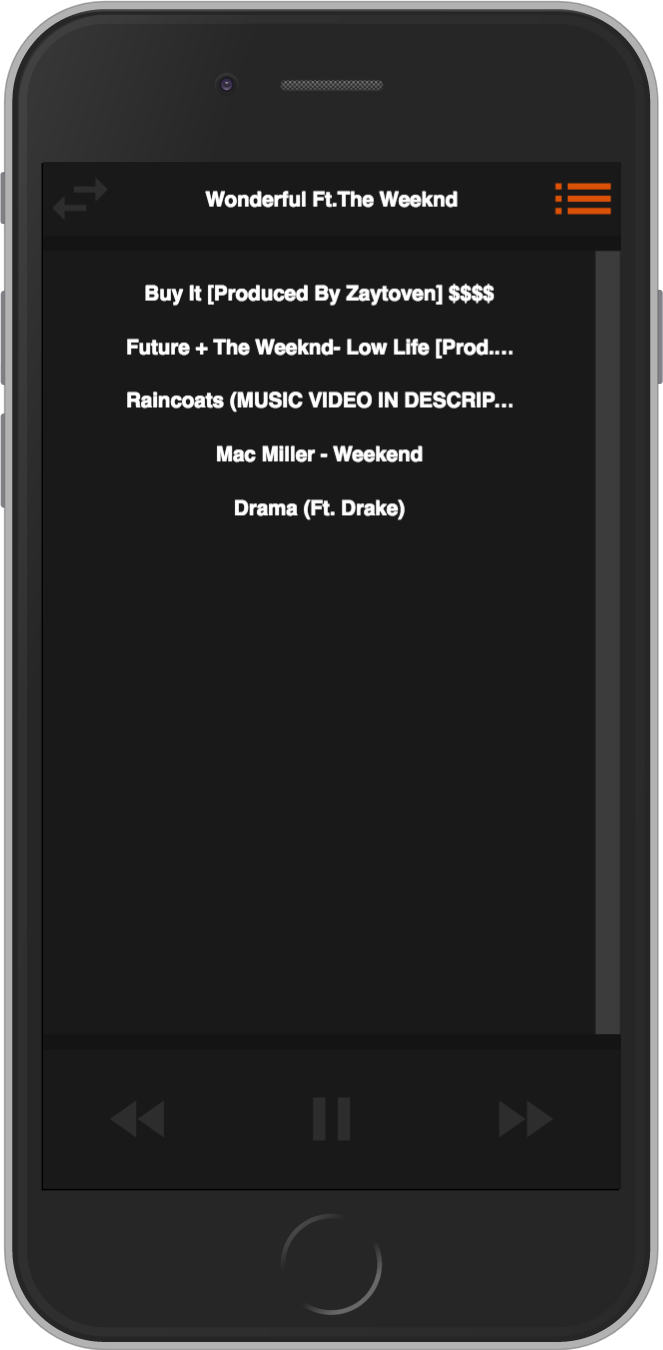 Wonderful Ft.The Weeknd
Buy It [Produced By Zaytoven] $$$$
Future + The Weeknd- Low Life [Prod....
Raincoats (MUSIC VIDEO IN DESCRIP...
Mac Miller - Weekend
Drama (Ft. Drake)